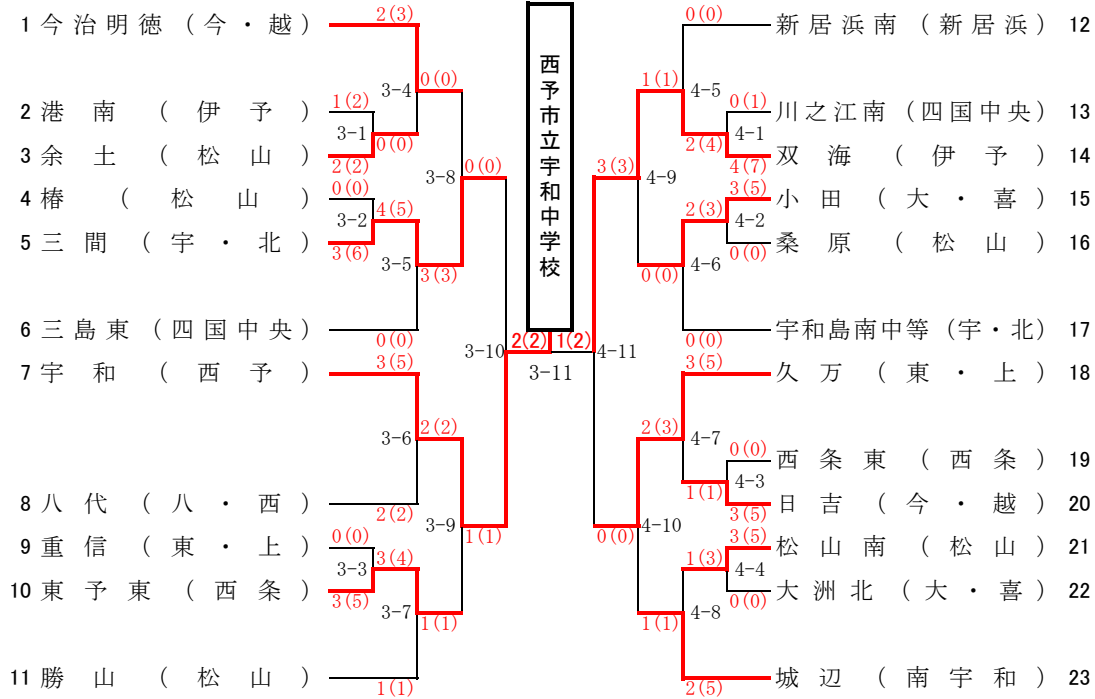 2(3)
0(0)
1 今治明徳 (今・越)
新居浜南 (新居浜) 12
西予市立宇和中学校
0(0)
1(1)
3-4
4-5
1(2)
0(1)
2 港南 (伊予)
川之江南 (四国中央) 13
3-1
4-1
0(0)
2(4)
3 余土 (松山)
双海 (伊予) 14
2(2)
4(7)
3-8
0(0)
3(3)
4-9
0(0)
3(5)
4 椿 (松山)
小田 (大・喜) 15
4(5)
2(3)
3-2
4-2
5 三間 (宇・北)
桑原 (松山) 16
3(6)
0(0)
3-5
4-6
3(3)
0(0)
6 三島東 (四国中央)
宇和島南中等 (宇・北) 17
0(0)
0(0)
3-10
2(2)
1(2)
4-11
3-11
3(5)
3(5)
7 宇和 (西予)
久万 (東・上) 18
2(2)
2(3)
3-6
4-7
0(0)
西条東 (西条) 19
4-3
1(1)
8 八代 (八・西)
日吉 (今・越) 20
2(2)
3(5)
3-9
1(1)
0(0)
4-10
0(0)
3(5)
9 重信 (東・上)
松山南 (松山) 21
3(4)
1(3)
3-3
4-4
10 東予東 (西条)
大洲北 (大・喜) 22
3(5)
0(0)
3-7
4-8
1(1)
1(1)
11 勝山 (松山)
城辺 (南宇和) 23
1(1)
2(5)